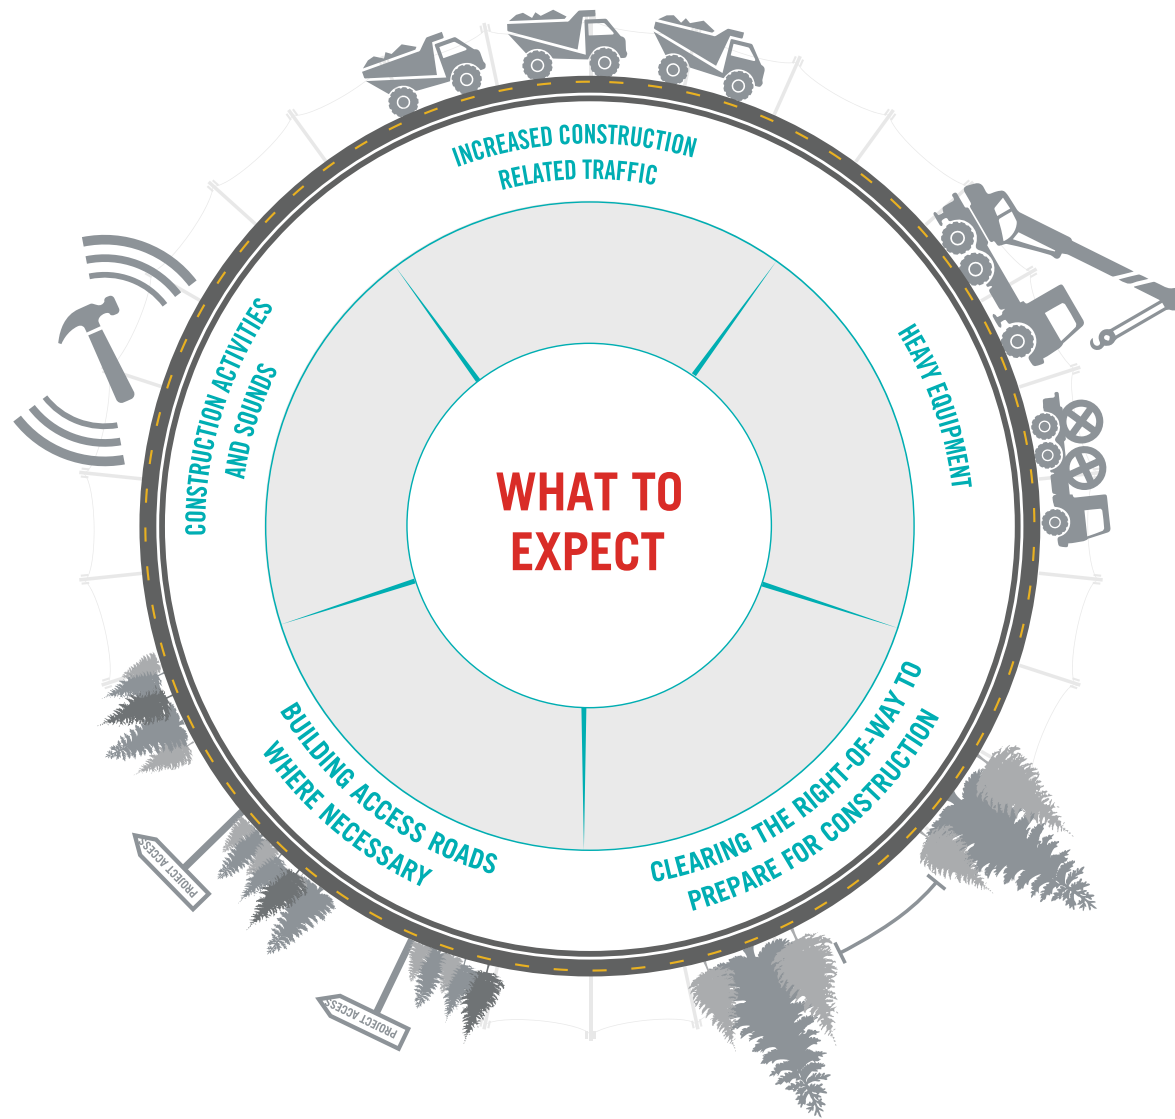 INCREASED CONSTRUCTION
RELATED TRAFFIC
HEAVY EQUIPMENT
CLEARING THE RIGHT-OF-WAY TO
PREPARE FOR CONSTRUCTION
BUILDING ACCESS ROADS
WHERE NECESSARY
CONSTRUCTION ACTIVITIES
AND SOUNDS
WHAT TO
EXPECT
PROJECT ACCESS
PROJECT ACCESS